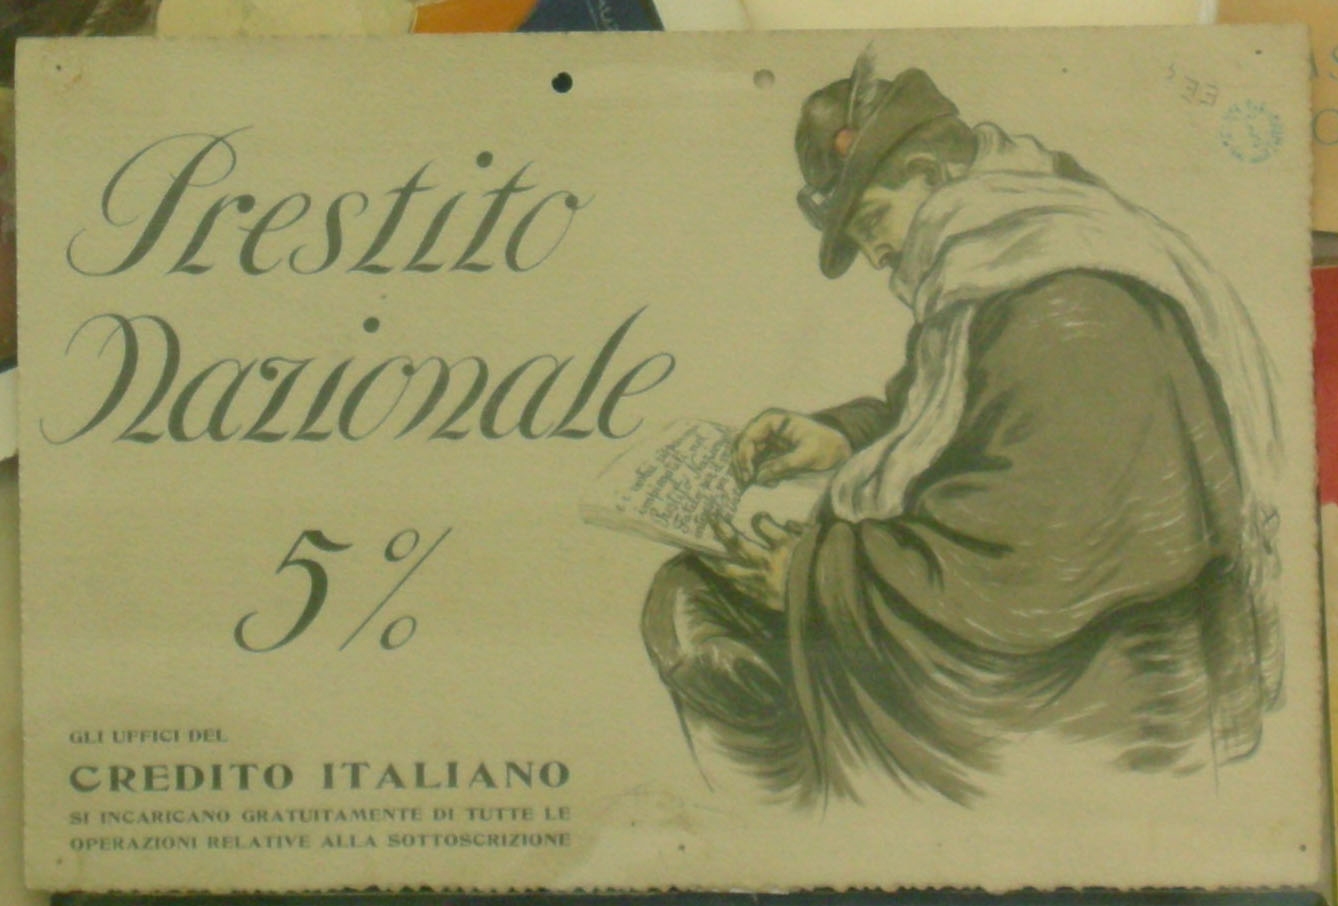 Prestito
Nazionale
5%
GLI UFFICI DEL
CREDITO ITALIANO
SI INCARICANO GRATUITAMENTE DI TUTTE LE
OPERAZIONI RELATIVE ALLA SOTTOSCRIZIONE